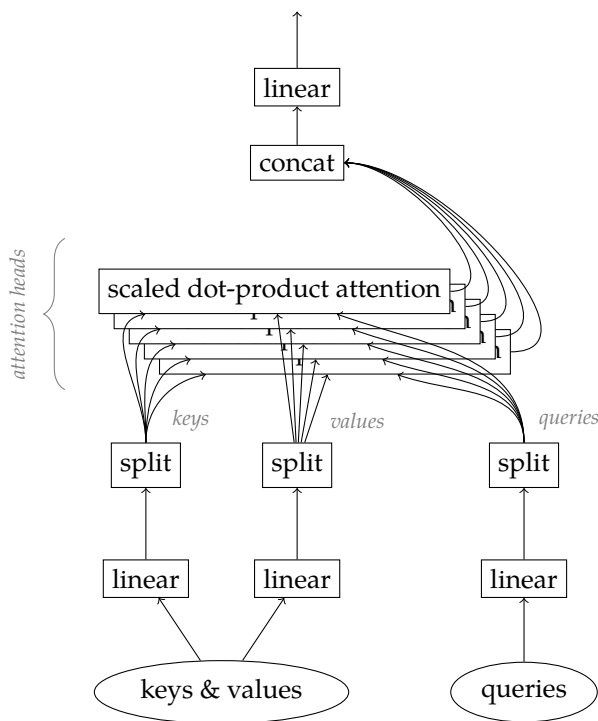 linear
concat
attention heads
scaled dot-product attention
keys
values
queries
split
split
split
linear
linear
linear
keys & values
queries